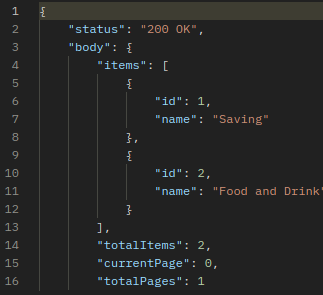 1 {
2     "status": "200 OK",
3     "body": {
4         "items": [
5             {
6                 "id": 1,
7                 "name": "Saving"
8             },
9             {
10                 "id": 2,
11                 "name": "Food and Drink"
12             }
13         ],
14         "totalItems": 2,
15         "currentPage": 0,
16         "totalPages": 1